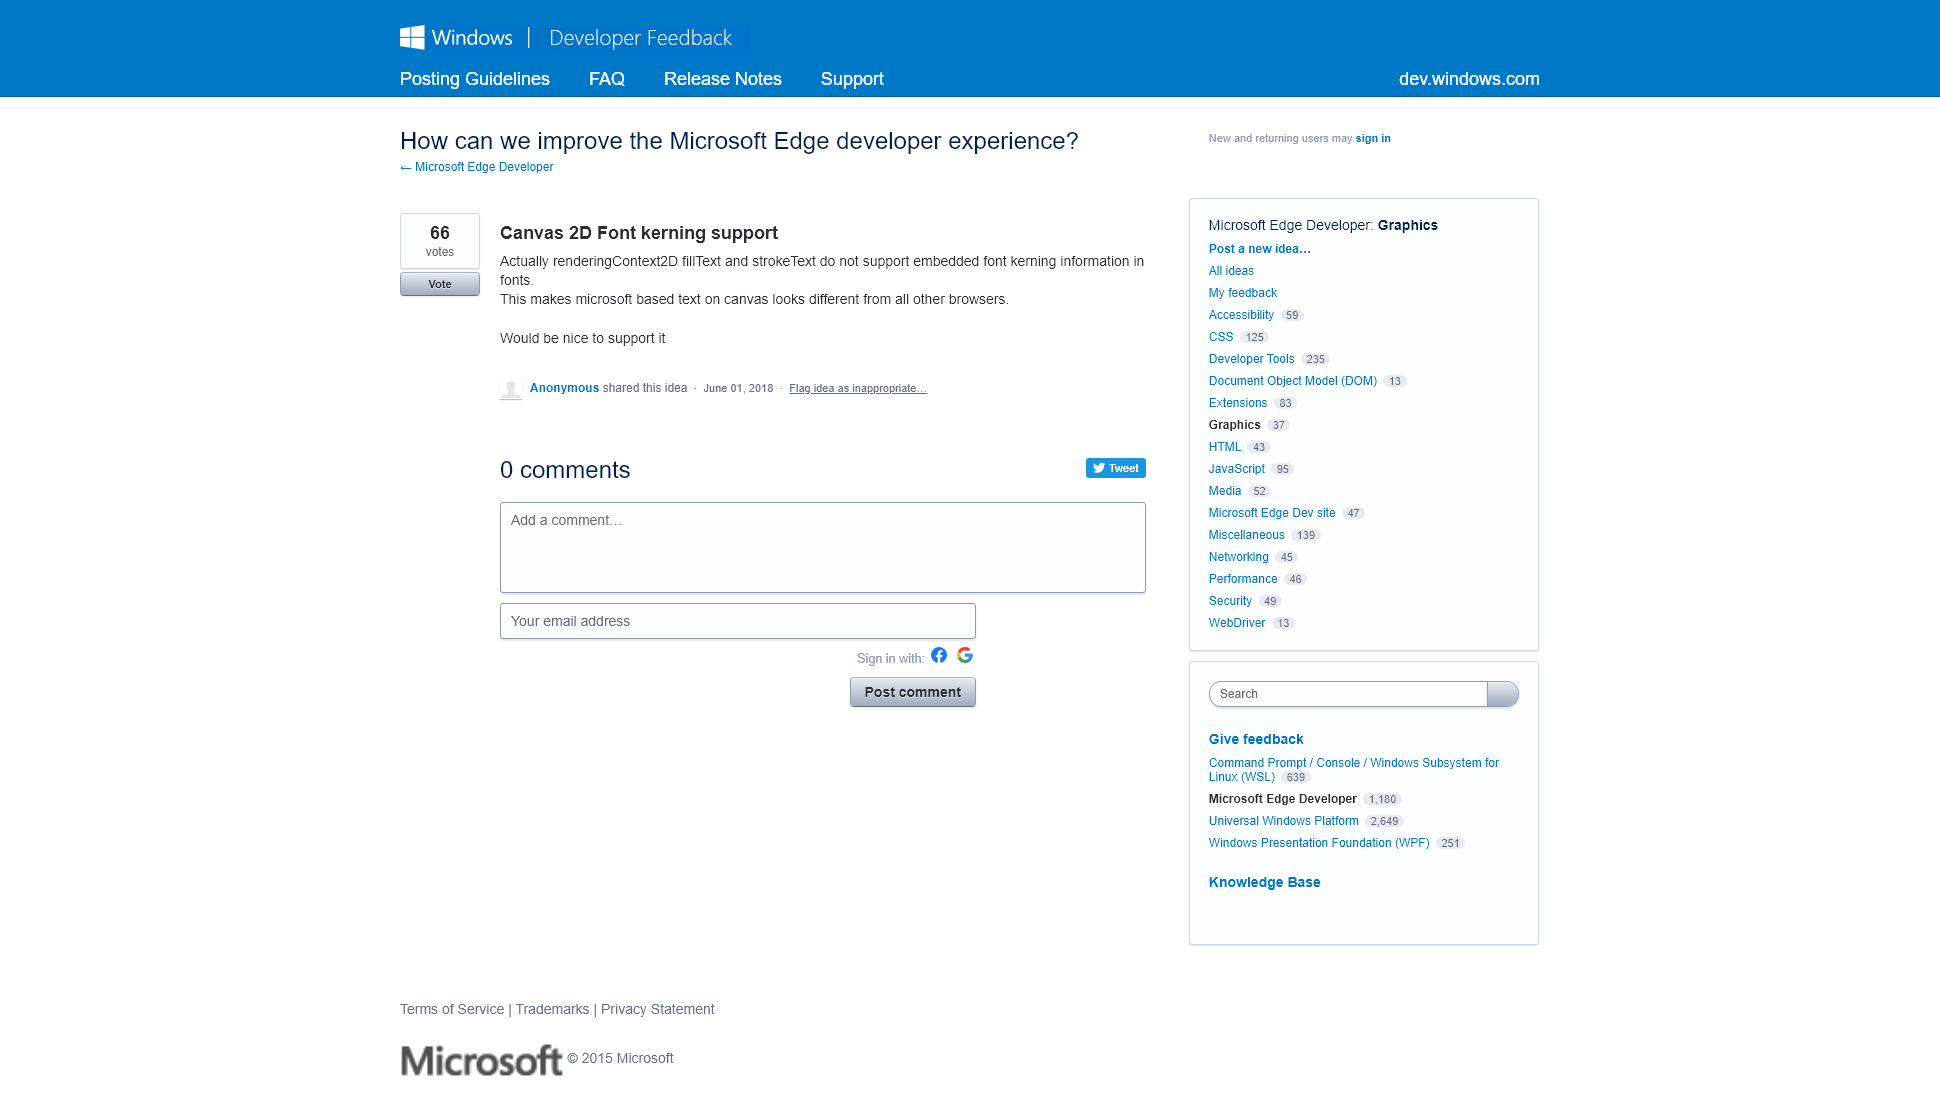 Windows | Developer Feedback
Posting Guidelines FAQ Release Notes Support dev.windows.com
How can we improve the Microsoft Edge developer experience?
← Microsoft Edge Developer
New and returning users may sign in
66
votes
Vote
Canvas 2D Font kerning support
Actually renderingContext2D fillText and strokeText do not support embedded font kerning information in
fonts.
This makes microsoft based text on canvas looks different from all other browsers.
Would be nice to support it
Anonymous shared this idea · June 01, 2018 · Flag idea as inappropriate…
0 comments
Tweet
Add a comment…
Your email address
Sign in with:
Post comment
Microsoft Edge Developer: Graphics
Post a new idea…
All ideas
My feedback
Accessibility 59
CSS 125
Developer Tools 235
Document Object Model (DOM) 13
Extensions 83
Graphics 37
HTML 43
JavaScript 95
Media 52
Microsoft Edge Dev site 47
Miscellaneous 139
Networking 45
Performance 46
Security 49
WebDriver 13
Search
Give feedback
Command Prompt / Console / Windows Subsystem for
Linux (WSL) 639
Microsoft Edge Developer 1,180
Universal Windows Platform 2,649
Windows Presentation Foundation (WPF) 251
Knowledge Base
Terms of Service | Trademarks | Privacy Statement
Microsoft © 2015 Microsoft